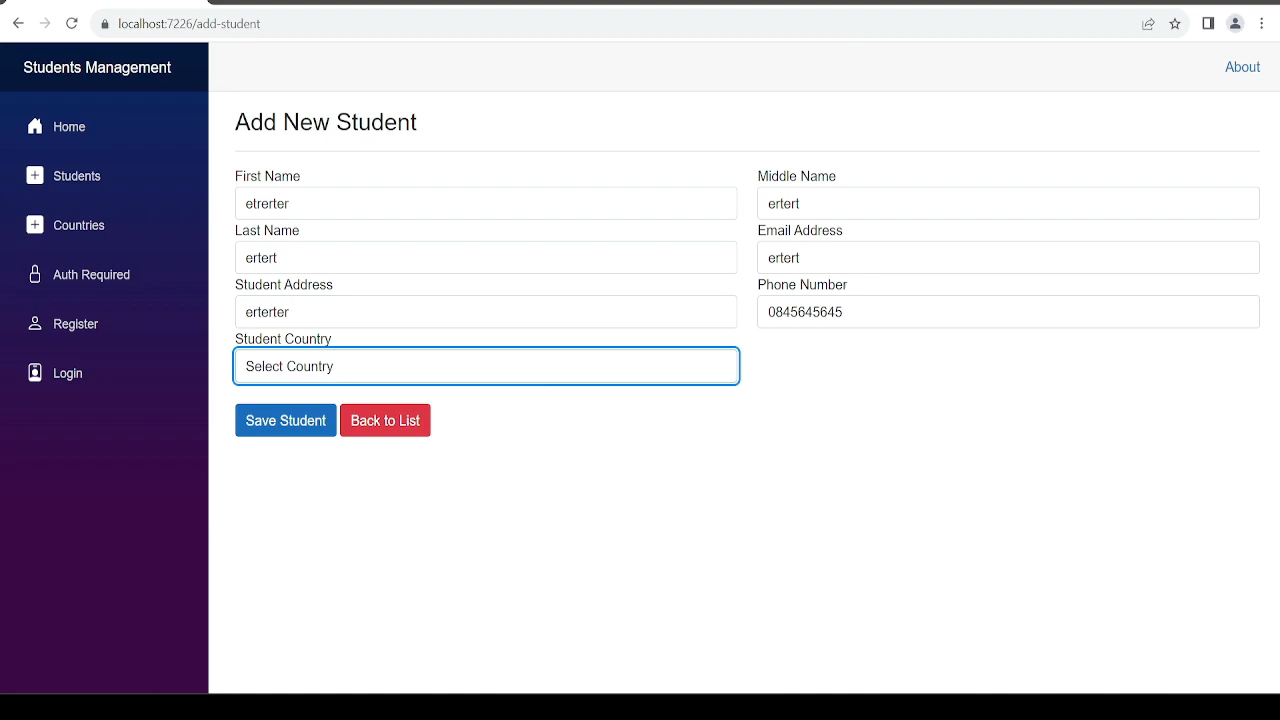 localhost:7226/add-student
Students Management
About
Home
Students
Countries
Auth Required
Register
Login
Add New Student
First Name
etrerter
Middle Name
ertert
Last Name
ertert
Email Address
ertert
Student Address
erterter
Phone Number
0845645645
Student Country
Select Country
Save Student
Back to List